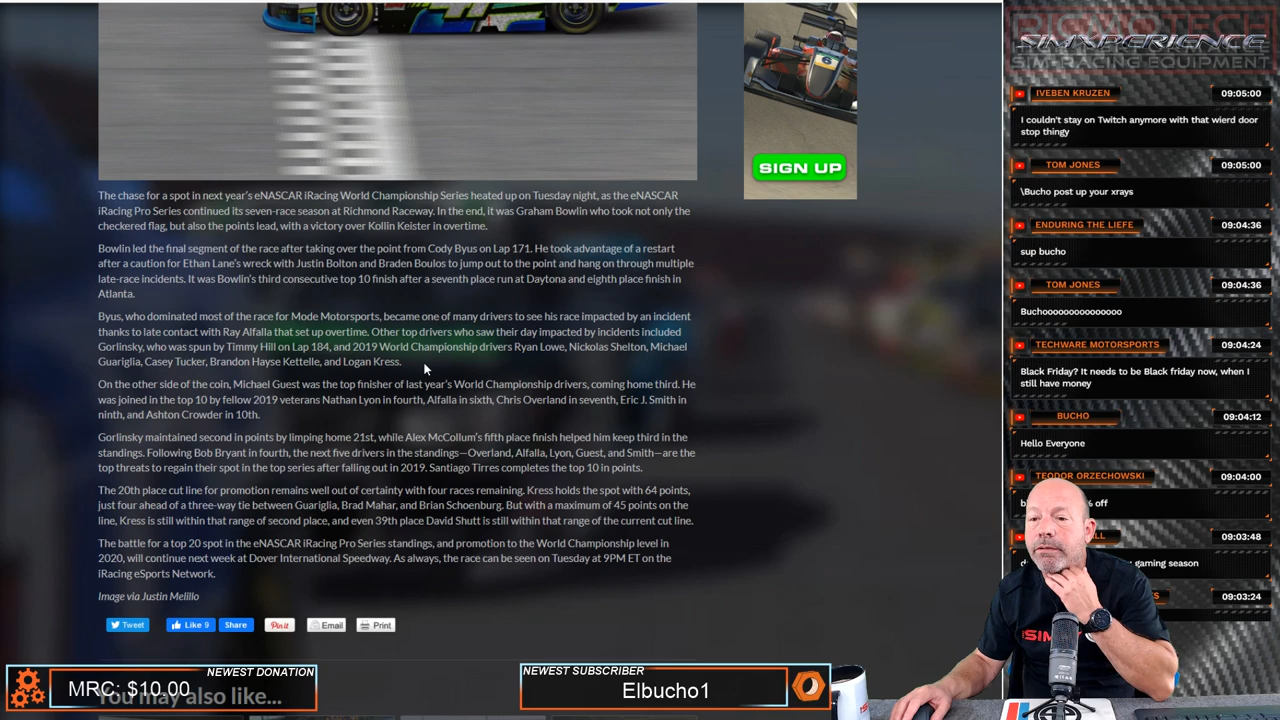 6
SIGN UP
The chase for a spot in next year's eNASCAR iRacing World Championship Series heated up on Tuesday night, as the eNASCAR
iRacing Pro Series continued its seven-race season at Richmond Raceway. In the end, it was Graham Bowlin who took not only the
checkered flag, but also the points lead, with a victory over Kollin Keister in overtime.
Bowlin led the final segment of the race after taking over the point from Cody Byus on Lap 171. He took advantage of a restart
after a caution for Ethan Lane's wreck with Justin Bolton and Braden Boulos to jump out to the point and hang on through multiple
late-race incidents. It was Bowlin's third consecutive top 10 finish after a seventh place run at Daytona and eighth place finish in
Atlanta.
Byus, who dominated most of the race for Mode Motorsports, became one of many drivers to see his race impacted by an incident
thanks to late contact with Ray Alfalla that set up overtime. Other top drivers who saw their day impacted by incidents included
Gorlinsky, who was spun by Timmy Hill on Lap 184, and 2019 World Championship drivers Ryan Lowe, Nickolas Shelton, Michael
Guariglia, Casey Tucker, Brandon Hayse Kettelle, and Logan Kress.
On the other side of the coin, Michael Guest was the top finisher of last year's World Championship drivers, coming home third. He
was joined in the top 10 by fellow 2019 veterans Nathan Lyon in fourth, Alfalla in sixth, Chris Overland in seventh, Eric J. Smith in
ninth, and Ashton Crowder in 10th.
Gorlinsky maintained second in points by limping home 21st, while Alex McCollum's fifth place finish helped him keep third in the
standings. Following Bob Bryant in fourth, the next five drivers in the standings—Overland, Alfalla, Lyon, Guest, and Smith—are the
top threats to regain their spot in the top series after falling out in 2019. Santiago Tirres completes the top 10 in points.
The 20th place cut line for promotion remains well out of certainty with four races remaining. Kress holds the spot with 64 points,
just four ahead of a three-way tie between Guariglia, Brad Mahar, and Brian Schoenburg. But with a maximum of 45 points on the
line, Kress is still within that range of second place, and even 39th place David Shutt is still within that range of the current cut line.
The battle for a top 20 spot in the eNASCAR iRacing Pro Series standings, and promotion to the World Championship level in
2020, will continue next week at Dover International Speedway. As always, the race can be seen on Tuesday at 9PM ET on the
iRacing eSports Network.
Image via Justin Melillo
Tweet
Like 9
Share
Pin it
Email
Print
You may also like...
NEWEST DONATION
MRC: $10.00
NEWEST SUBSCRIBER
Elbucho1
SIMXPERIENCE
SIM-RACING EQUIPMENT
IVEBEN KRUZEN 09:05:00
I couldn't stay on Twitch anymore with that wierd door
stop thingy
TOM JONES 09:05:00
\Bucho post up your xrays
ENDURING THE LIEFE 09:04:36
sup bucho
TOM JONES 09:04:36
Buchooooooooooooooo
TECHWARE MOTORSPORTS 09:04:24
Black Friday? It needs to be Black friday now, when I
still have money
BUCHO 09:04:12
Hello Everyone
TEODOR ORZECHOWSKI 09:04:00
off
09:03:48
gaming season
09:03:24